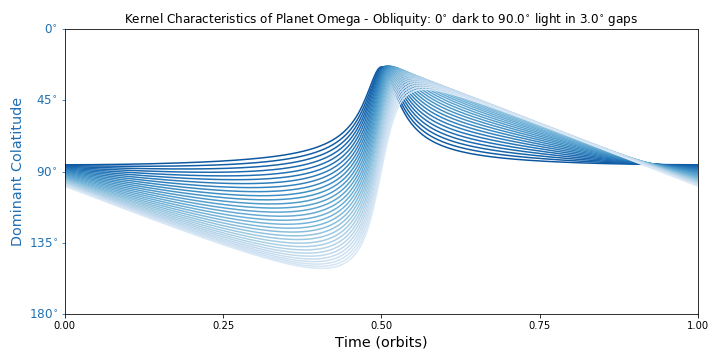 Kernel Characteristics of Planet Omega - Obliquity: 0° dark to 90.0° light in 3.0° gaps
0°
45°
90°
135°
180°
Dominant Colatitude
0.00 0.25 0.50 0.75 1.00
Time (orbits)